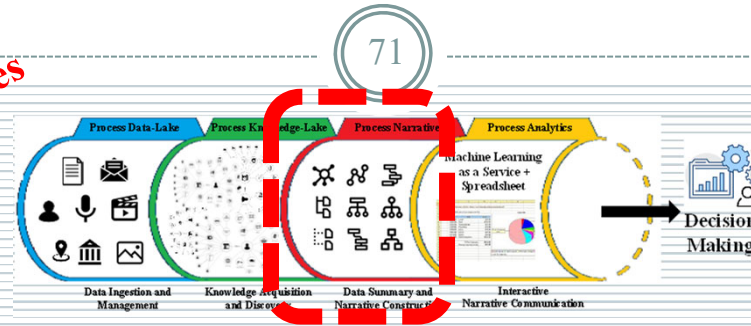 71
es
Process Data-Lake
Process Knowledge-Lake
Process Narrative
Process Analytics
Machine Learning
as a Service +
Spreadsheet
Decision
Making
Data Ingestion and
Management
Knowledge Acquisition
and Discovery
Data Summary and
Narrative Construction
Interactive
Narrative Communication